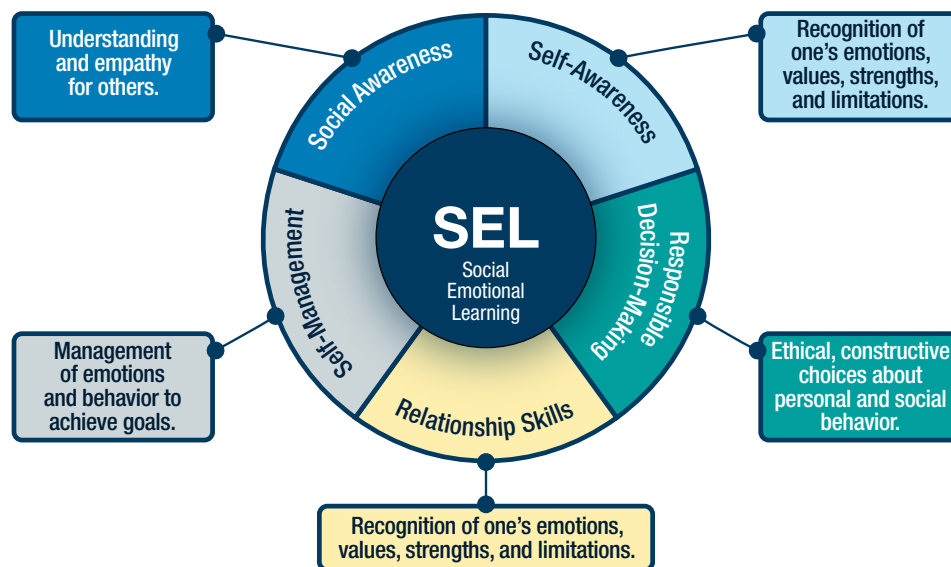 Understanding
and empathy
for others.
Social Awareness
Self-Awareness
Recognition of
one's emotions,
values, strengths,
and limitations.
SEL
Social
Emotional
Learning
Self-Management
Responsible
Decision-Making
Relationship Skills
Management
of emotions
and behavior to
achieve goals.
Ethical, constructive
choices about
personal and social
behavior.
Recognition of one's emotions,
values, strengths, and limitations.